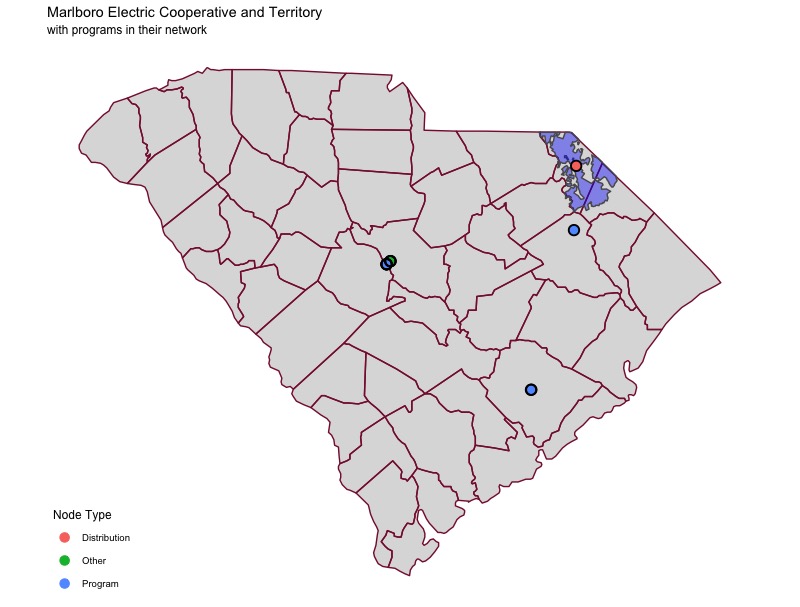 Marlboro Electric Cooperative and Territory
with programs in their network
Node Type
Distribution
Other
Program